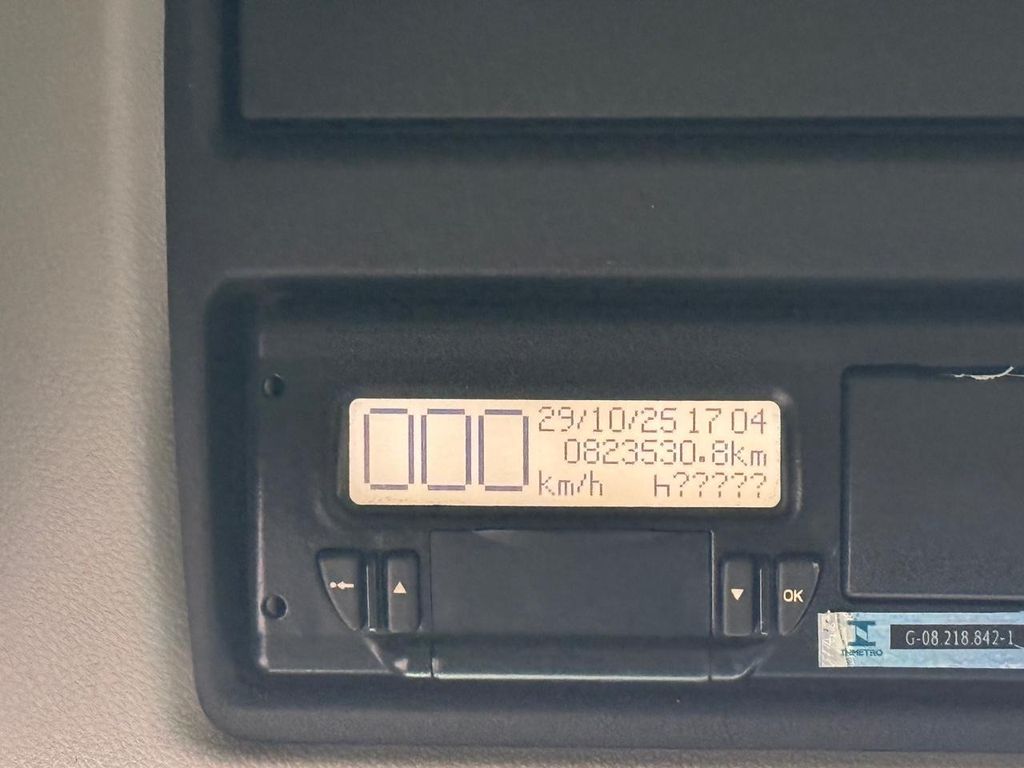 000
29/10/25 17 04
0823530.8km
km/h h?????
OK
INMETRO
G-08.218.842-1